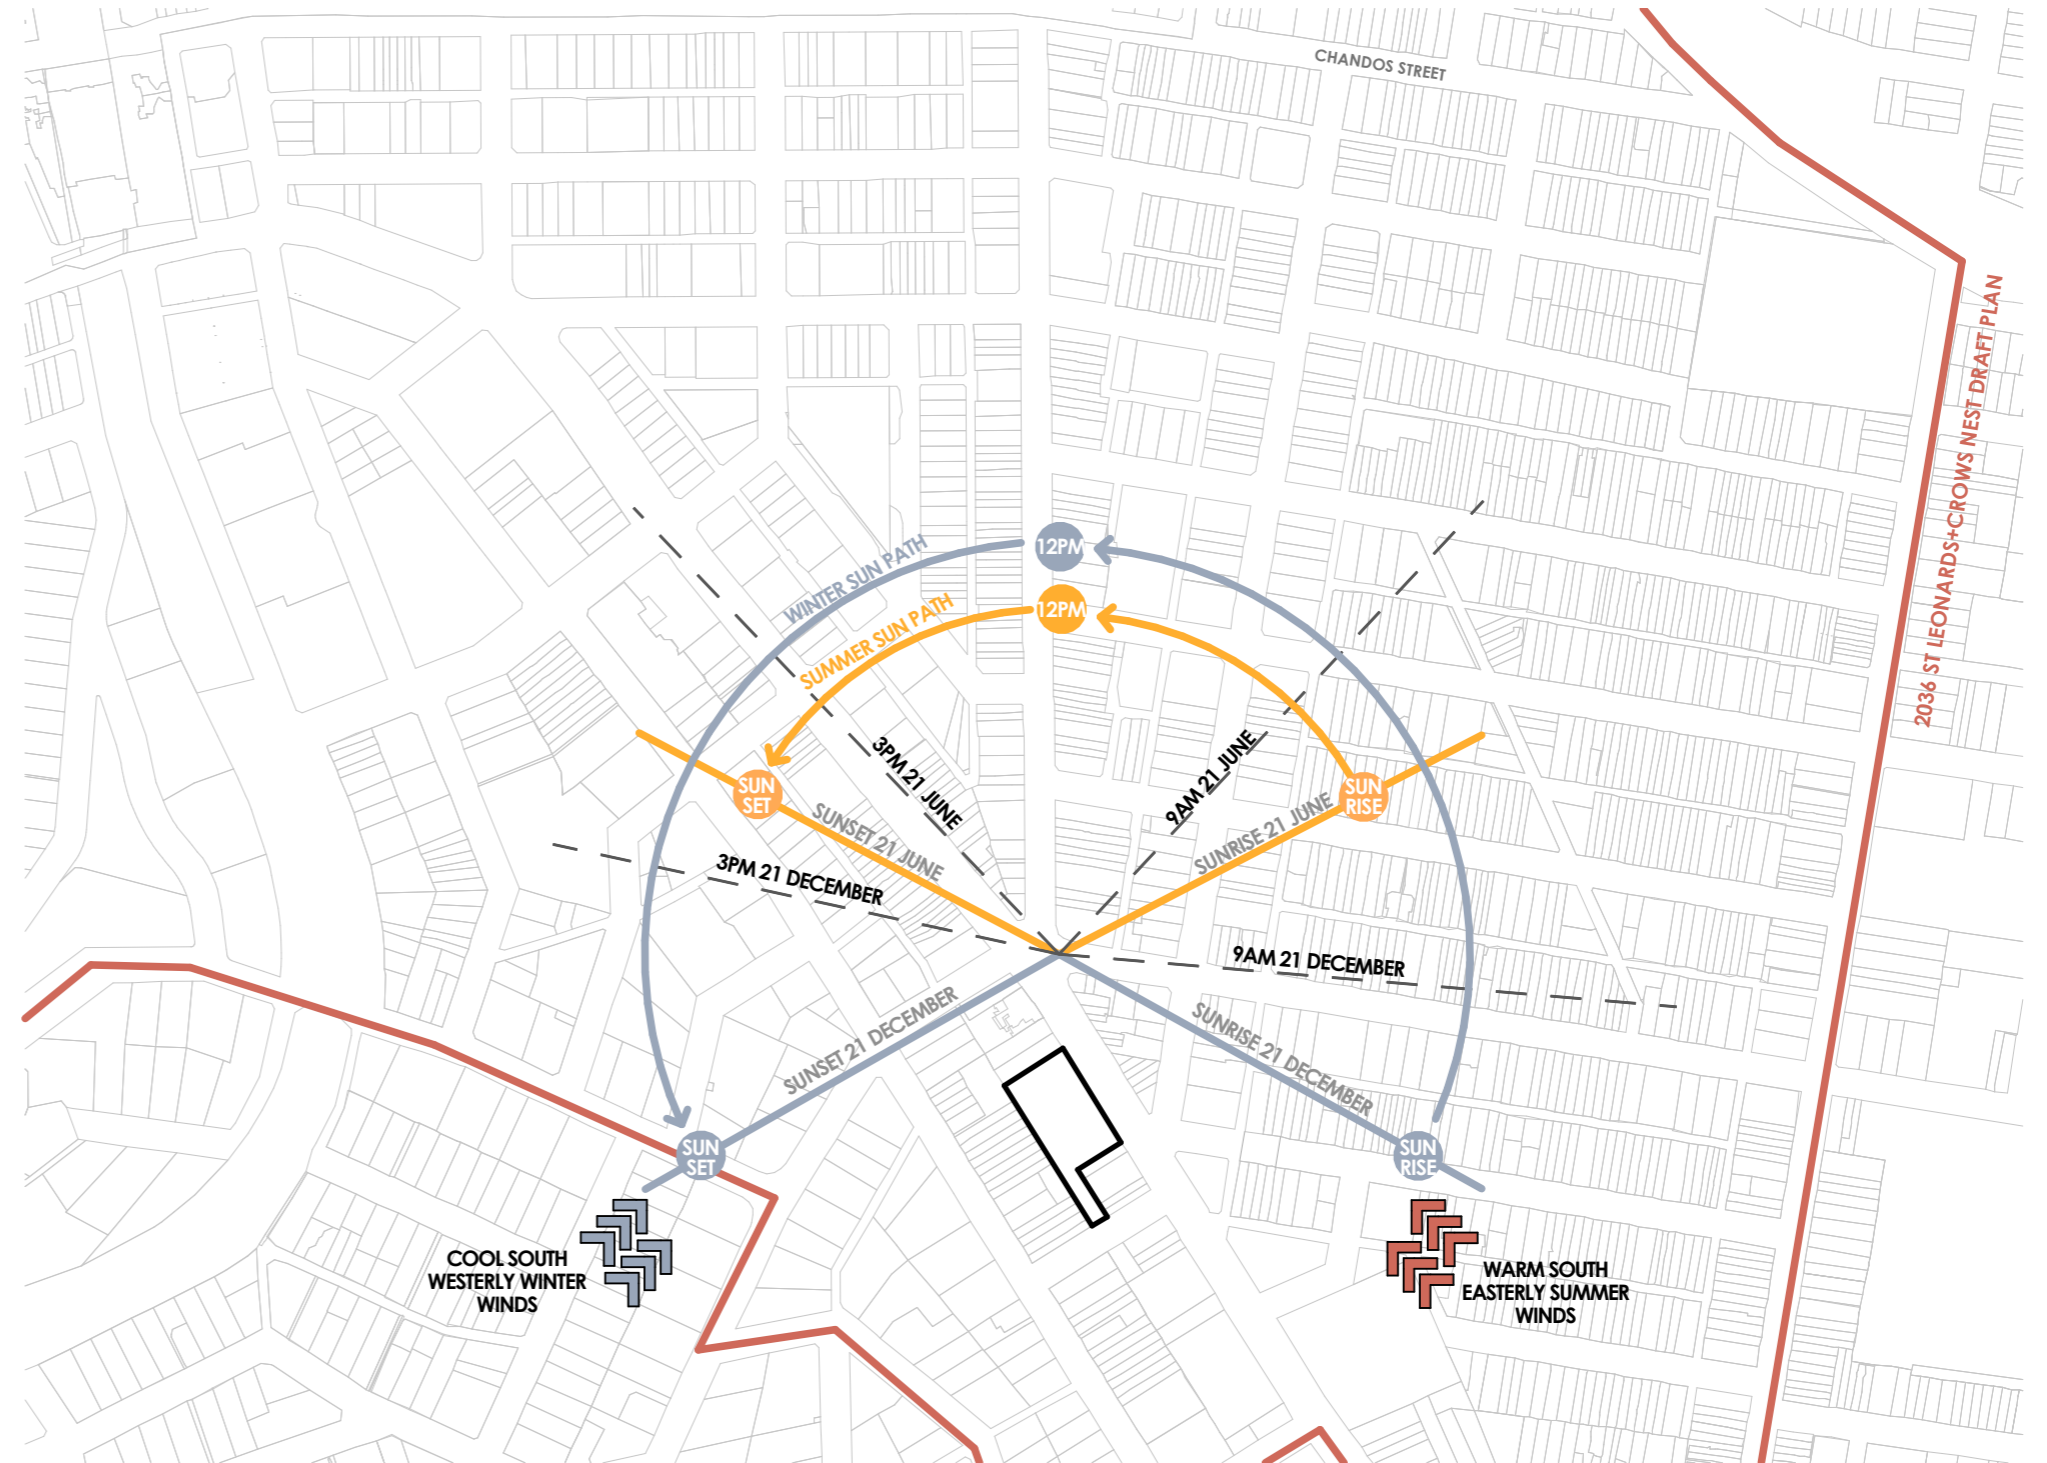 CHANDOS STREET
2036 ST LEONARDS+CROWS NEST DRAFT PLAN
WINTER SUN PATH
12PM
SUMMER SUN PATH
12PM
3PM 21 JUNE
9AM 21 JUNE
SUN
SET
SUN
RISE
SUNSET 21 JUNE
SUNRISE 21 JUNE
3PM 21 DECEMBER
9AM 21 DECEMBER
SUNSET 21 DECEMBER
SUNRISE 21 DECEMBER
SUN
SET
SUN
RISE
COOL SOUTH
WESTERLY WINTER
WINDS
WARM SOUTH
EASTERLY SUMMER
WINDS